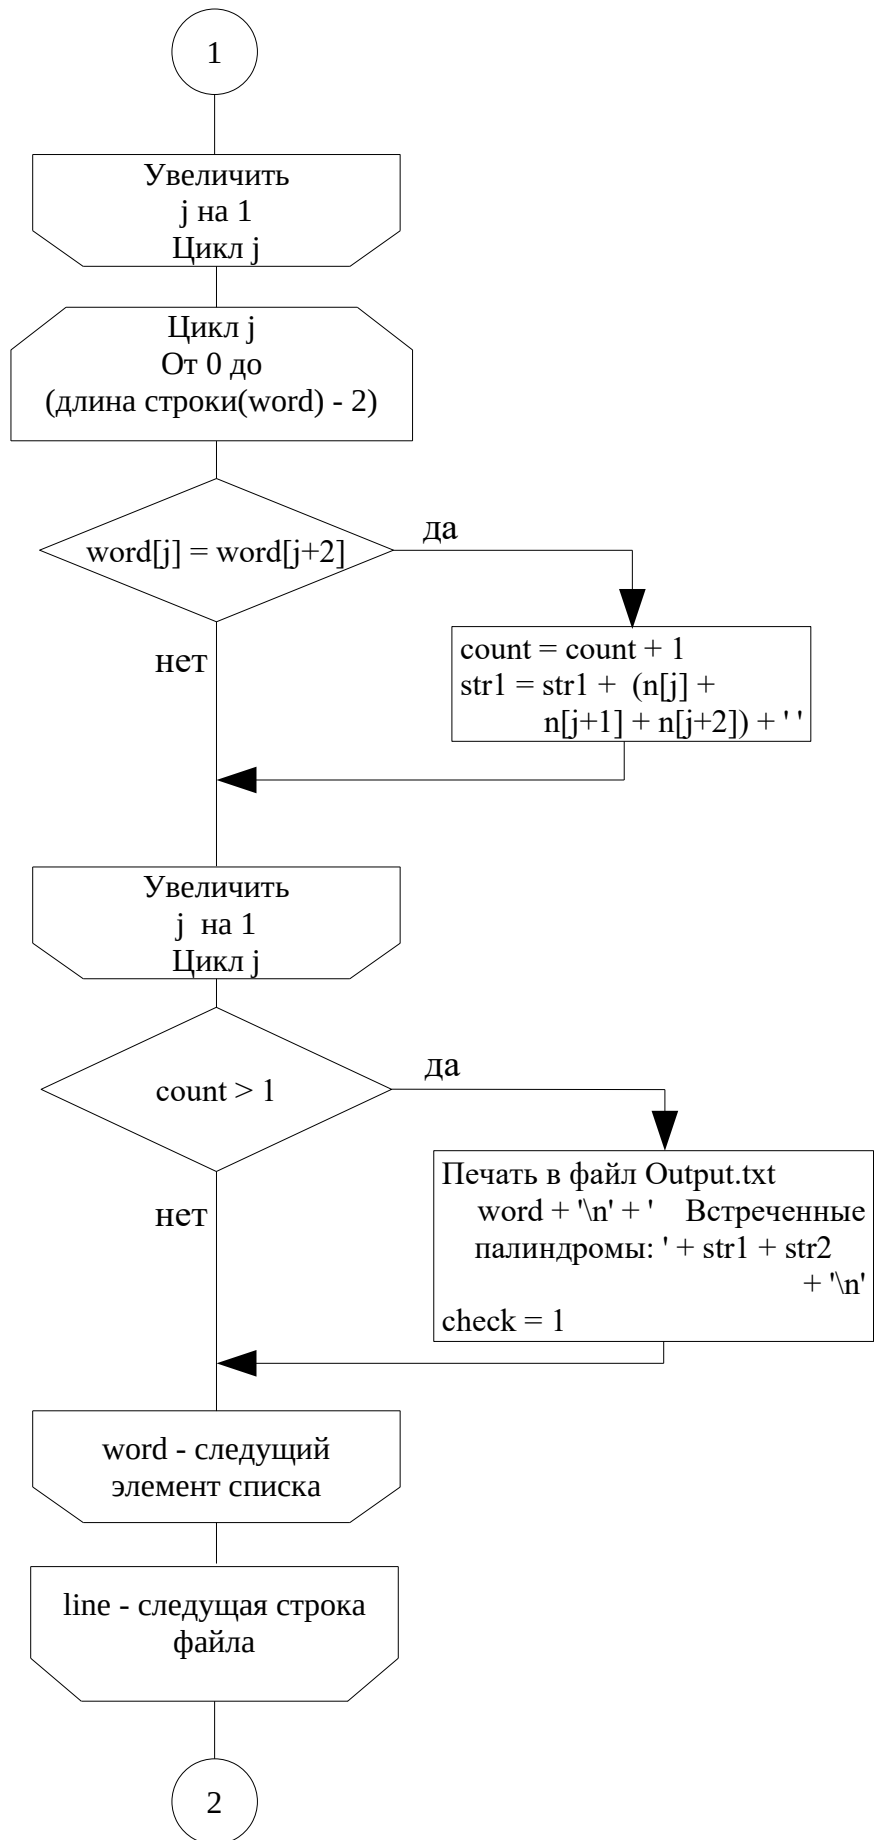 1
Увеличить
j на 1
Цикл j
Цикл j
От 0 до
(длина строки(word) - 2)
word[j] = word[j+2]
да
нет
count = count + 1
str1 = str1 +  (n[j] +
n[j+1] + n[j+2]) + ' '
Увеличить
j  на 1
Цикл j
count > 1
да
нет
Печать в файл Output.txt
word + '\n' + '    Встреченные
палиндромы: ' + str1 + str2
+ '\n'
check = 1
word - следущий
элемент списка
line - следущая строка
файла
2